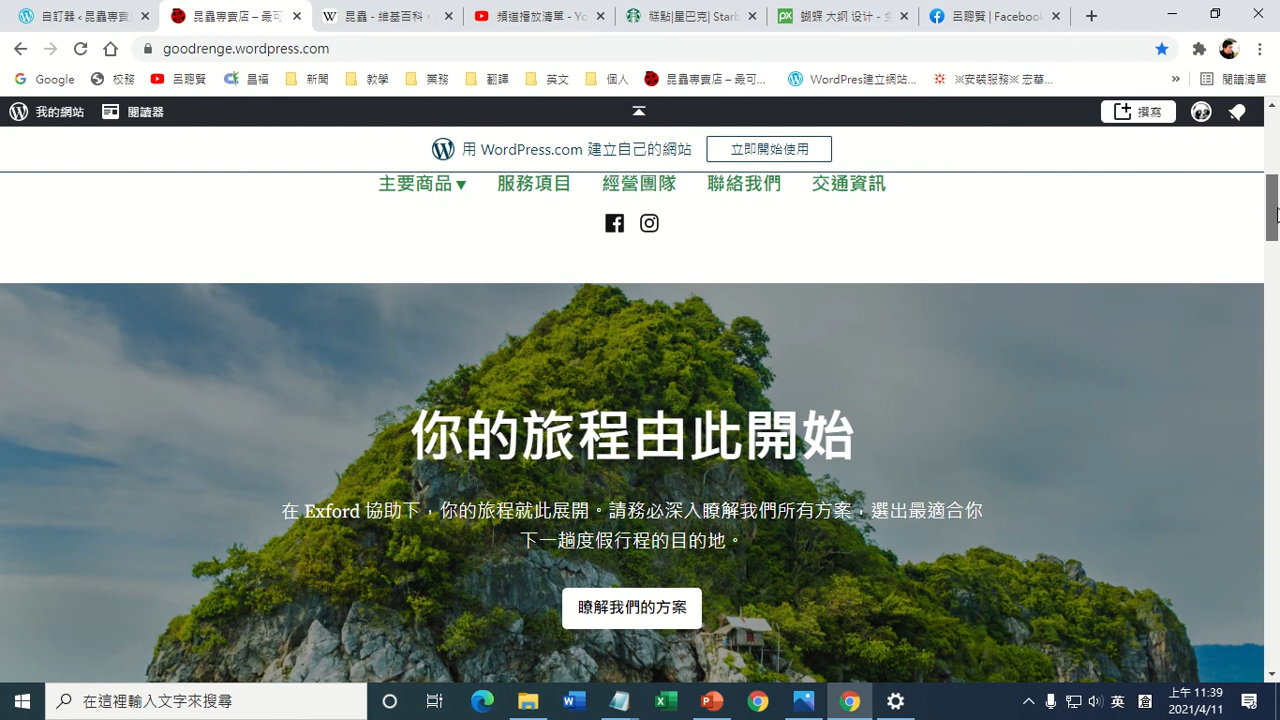 自訂器 ‹ 昆蟲專賣
昆蟲專賣店 – 最可
昆蟲 - 維基百科
頻道播放清單 - Yo
糕點|星巴克| Starb
蝴蝶 大綱 设计 -
呂聰賢 | Facebook
goodrenge.wordpress.com
Google
校務
呂聰賢
昌福
新聞
教學
業務
翻譯
英文
個人
昆蟲專賣店 – 最可...
WordPres建立網站...
※安裝服務※ 宏華...
»
閱讀清單
我的網站
閱讀器
撰寫
用 WordPress.com 建立自己的網站
立即開始使用
主要商品▼
服務項目
經營團隊
聯絡我們
交通資訊
你的旅程由此開始
在 Exford 協助下，你的旅程就此展開。請務必深入瞭解我們所有方案，選出最適合你
下一趟度假行程的目的地。
瞭解我們的方案
在這裡輸入文字來搜尋
英
上午 11:39
2021/4/11